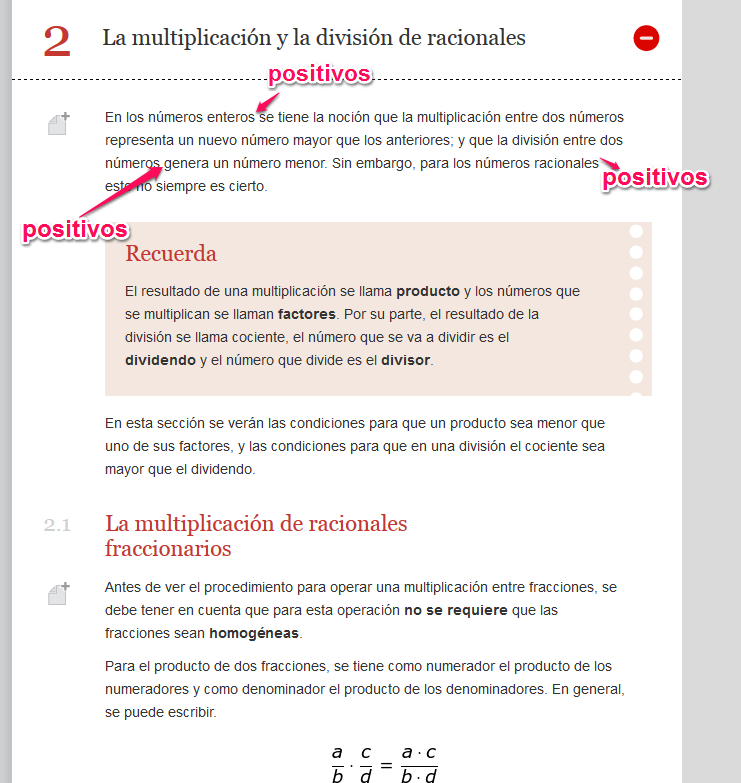 2 La multiplicación y la división de racionales
positivos
En los números enteros se tiene la noción que la multiplicación entre dos números
representa un nuevo número mayor que los anteriores; y que la división entre dos
números genera un número menor. Sin embargo, para los números racionales
positivos
esto no siempre es cierto.
positivos
Recuerda
El resultado de una multiplicación se llama producto y los números que
se multiplican se llaman factores. Por su parte, el resultado de la
división se llama cociente, el número que se va a dividir es el
dividendo y el número que divide es el divisor.
En esta sección se verán las condiciones para que un producto sea menor que
uno de sus factores, y las condiciones para que en una división el cociente sea
mayor que el dividendo.
2.1 La multiplicación de racionales
fraccionarios
Antes de ver el procedimiento para operar una multiplicación entre fracciones, se
debe tener en cuenta que para esta operación no se requiere que las
fracciones sean homogéneas.
Para el producto de dos fracciones, se tiene como numerador el producto de los
numeradores y como denominador el producto de los denominadores. En general,
se puede escribir.
a/b · c/d = a · c/b · d